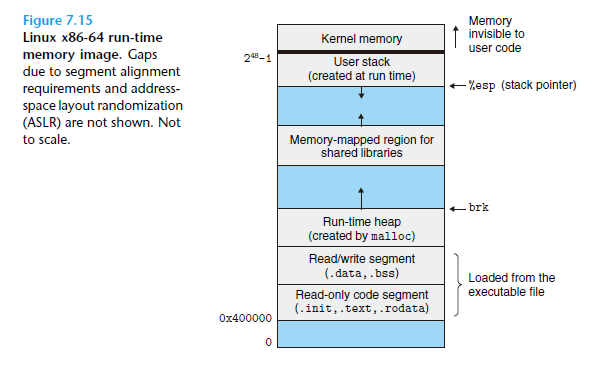 Figure 7.15
Linux x86-64 run-time
memory image. Gaps
due to segment alignment
requirements and address-
space layout randomization
(ASLR) are not shown. Not
to scale.
Memory
invisible to
user code
Kernel memory
2⁴⁸–1
User stack
(created at run time)
%esp (stack pointer)
Memory-mapped region for
shared libraries
brk
Run-time heap
(created by malloc)
Read/write segment
(.data,.bss)
Loaded from the
executable file
Read-only code segment
(.init,.text,.rodata)
0x400000
0